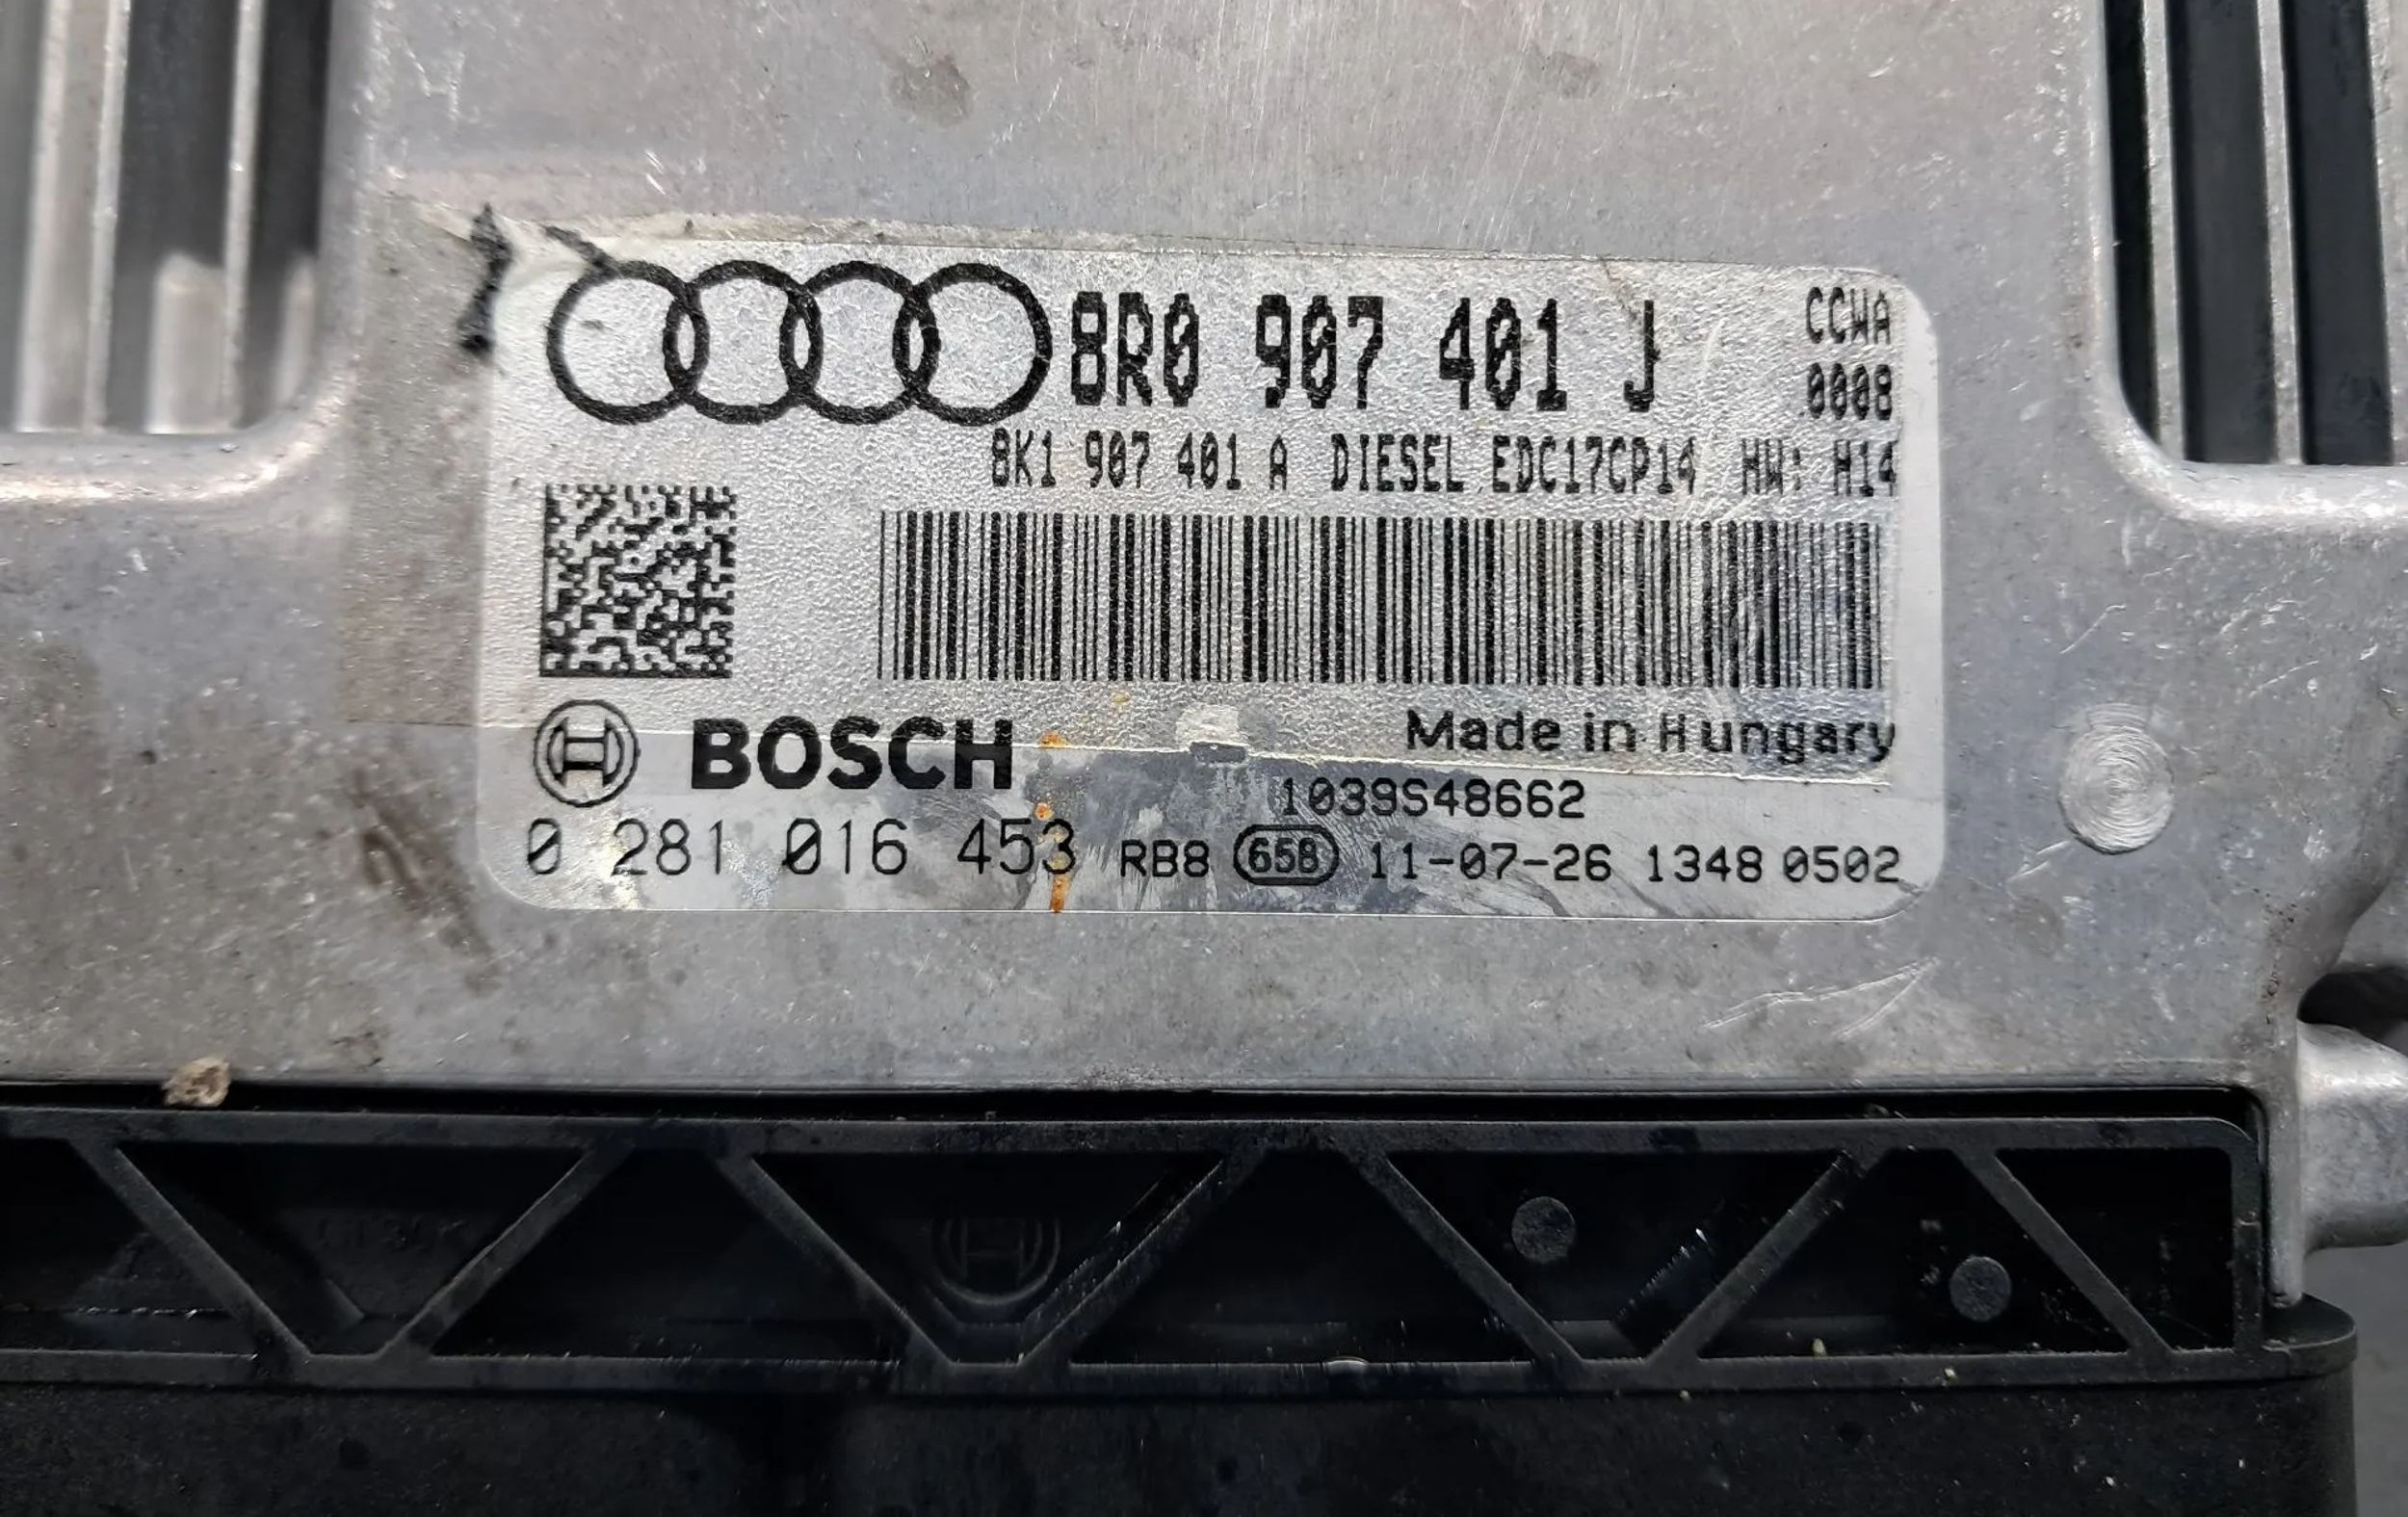 8R0 907 401 J
CCWA
0008
8K1 907 401 A DIESEL EDC17CP14 HW: H14
BOSCH
Made in Hungary
1039S48662
0 281 016 453 RB8 658 11-07-26 1348 0502